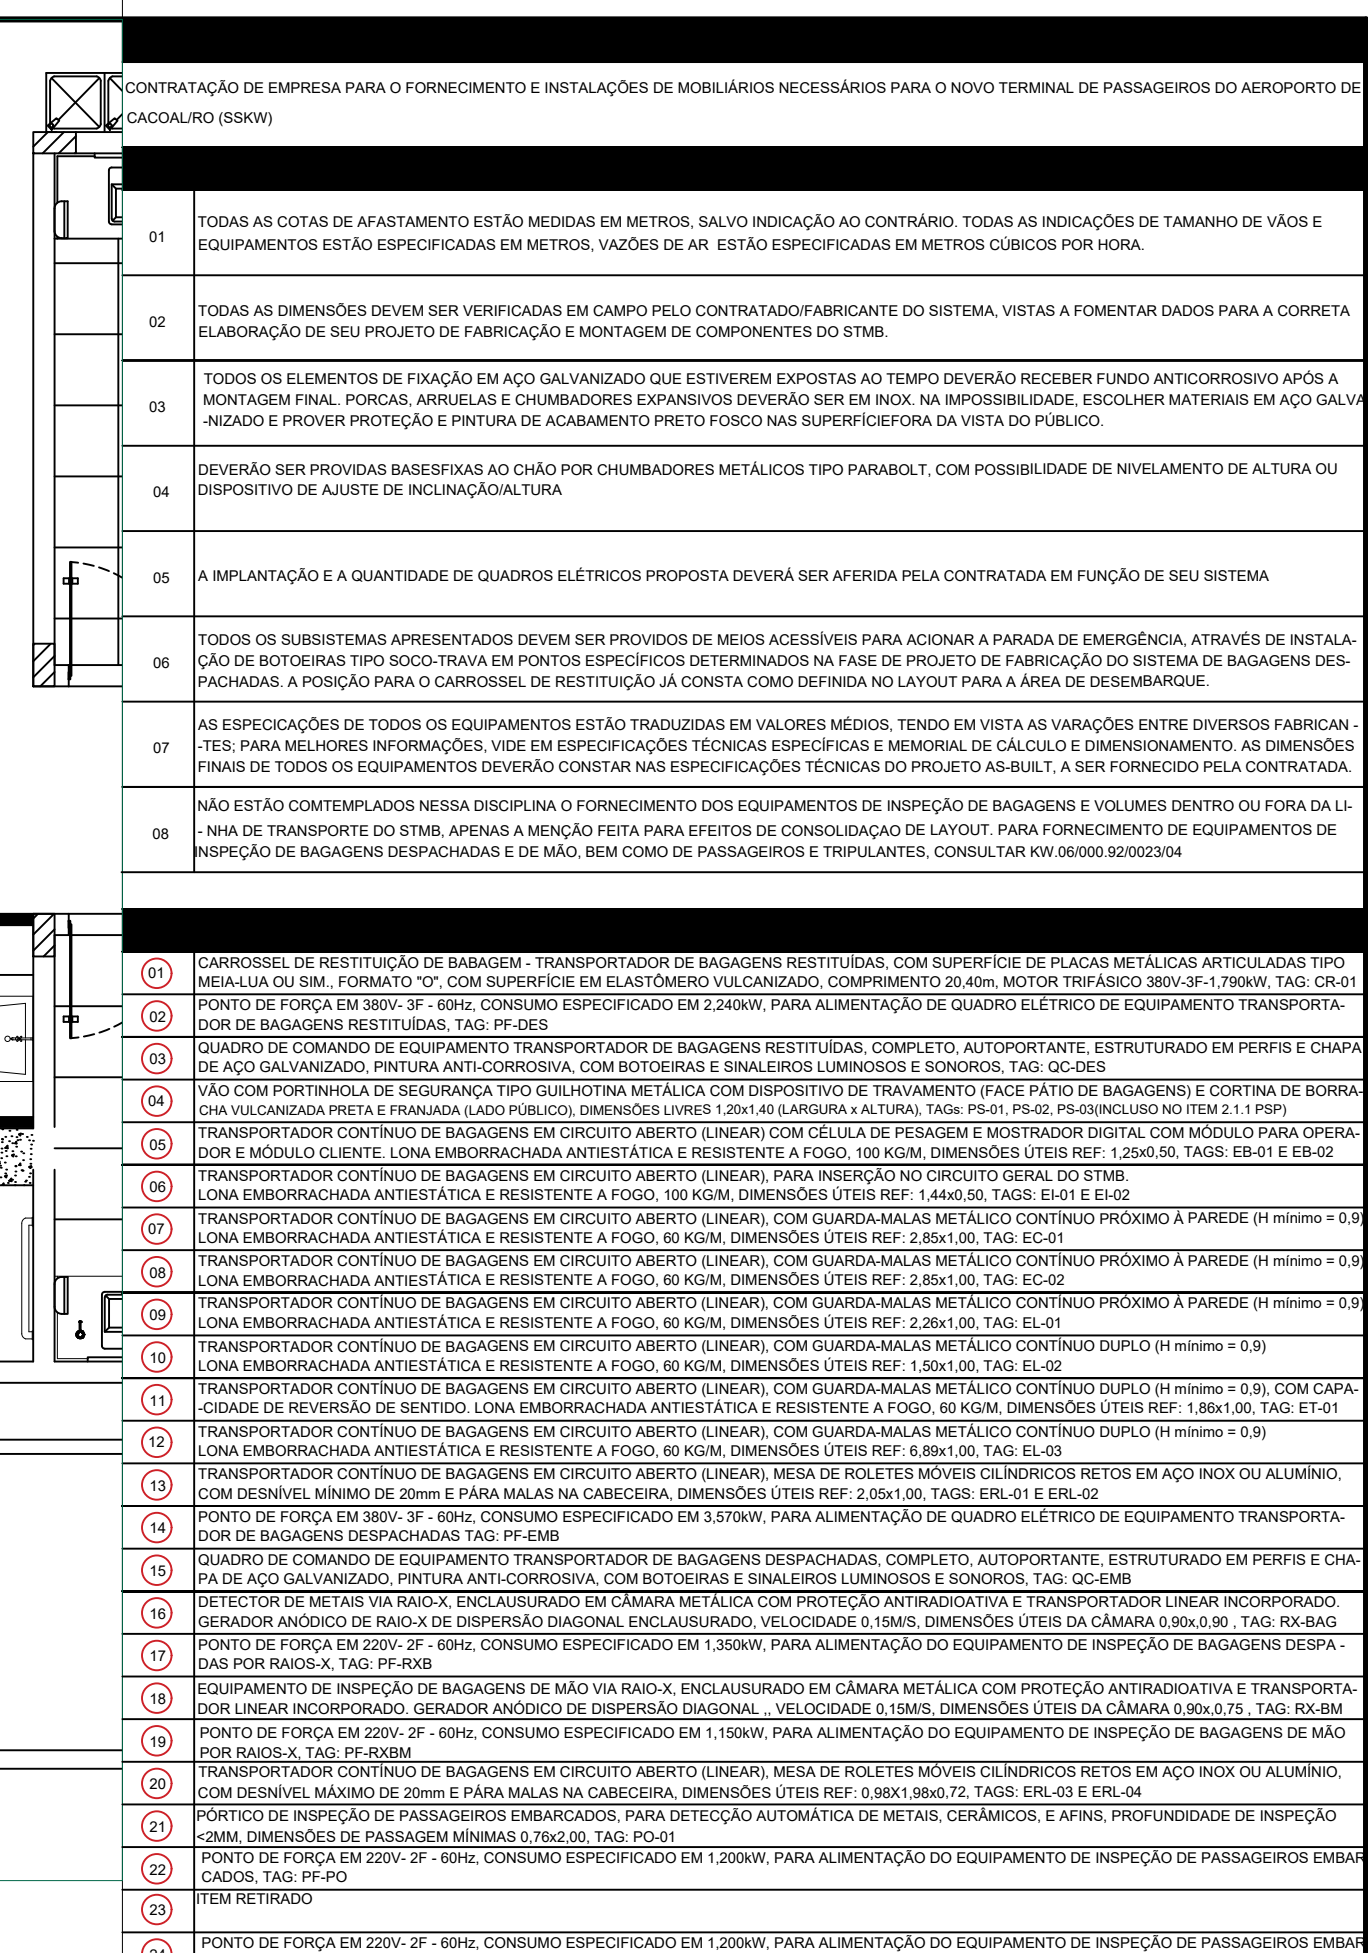 CONTRATAÇÃO DE EMPRESA PARA O FORNECIMENTO E INSTALAÇÕES DE MOBILIÁRIOS NECESSÁRIOS PARA O NOVO TERMINAL DE PASSAGEIROS DO AEROPORTO DE
CACOAL/RO (SSKW)
01
TODAS AS COTAS DE AFASTAMENTO ESTÃO MEDIDAS EM METROS, SALVO INDICAÇÃO AO CONTRÁRIO. TODAS AS INDICAÇÕES DE TAMANHO DE VÃOS E
EQUIPAMENTOS ESTÃO ESPECIFICADAS EM METROS, VAZÕES DE AR ESTÃO ESPECIFICADAS EM METROS CÚBICOS POR HORA.
02
TODAS AS DIMENSÕES DEVEM SER VERIFICADAS EM CAMPO PELO CONTRATADO/FABRICANTE DO SISTEMA, VISTAS A FOMENTAR DADOS PARA A CORRETA
ELABORAÇÃO DE SEU PROJETO DE FABRICAÇÃO E MONTAGEM DE COMPONENTES DO STMB.
03
TODOS OS ELEMENTOS DE FIXAÇÃO EM AÇO GALVANIZADO QUE ESTIVEREM EXPOSTAS AO TEMPO DEVERÃO RECEBER FUNDO ANTICORROSIVO APÓS A
MONTAGEM FINAL. PORCAS, ARRUELAS E CHUMBADORES EXPANSIVOS DEVERÃO SER EM INOX. NA IMPOSSIBILIDADE, ESCOLHER MATERIAIS EM AÇO GALVA
-NIZADO E PROVER PROTEÇÃO E PINTURA DE ACABAMENTO PRETO FOSCO NAS SUPERFÍCIEFORA DA VISTA DO PÚBLICO.
04
DEVERÃO SER PROVIDAS BASESFIXAS AO CHÃO POR CHUMBADORES METÁLICOS TIPO PARABOLT, COM POSSIBILIDADE DE NIVELAMENTO DE ALTURA OU
DISPOSITIVO DE AJUSTE DE INCLINAÇÃO/ALTURA
05
A IMPLANTAÇÃO E A QUANTIDADE DE QUADROS ELÉTRICOS PROPOSTA DEVERÁ SER AFERIDA PELA CONTRATADA EM FUNÇÃO DE SEU SISTEMA
06
TODOS OS SUBSISTEMAS APRESENTADOS DEVEM SER PROVIDOS DE MEIOS ACESSÍVEIS PARA ACIONAR A PARADA DE EMERGÊNCIA, ATRAVÉS DE INSTALA-
ÇÃO DE BOTOEIRAS TIPO SOCO-TRAVA EM PONTOS ESPECÍFICOS DETERMINADOS NA FASE DE PROJETO DE FABRICAÇÃO DO SISTEMA DE BAGAGENS DES-
PACHADAS. A POSIÇÃO PARA O CARROSSEL DE RESTITUIÇÃO JÁ CONSTA COMO DEFINIDA NO LAYOUT PARA A ÁREA DE DESEMBARQUE.
07
AS ESPECICAÇÕES DE TODOS OS EQUIPAMENTOS ESTÃO TRADUZIDAS EM VALORES MÉDIOS, TENDO EM VISTA AS VARAÇÕES ENTRE DIVERSOS FABRICAN -
-TES; PARA MELHORES INFORMAÇÕES, VIDE EM ESPECIFICAÇÕES TÉCNICAS ESPECÍFICAS E MEMORIAL DE CÁLCULO E DIMENSIONAMENTO. AS DIMENSÕES
FINAIS DE TODOS OS EQUIPAMENTOS DEVERÃO CONSTAR NAS ESPECIFICAÇÕES TÉCNICAS DO PROJETO AS-BUILT, A SER FORNECIDO PELA CONTRATADA.
08
NÃO ESTÃO COMTEMPLADOS NESSA DISCIPLINA O FORNECIMENTO DOS EQUIPAMENTOS DE INSPEÇÃO DE BAGAGENS E VOLUMES DENTRO OU FORA DA LI-
- NHA DE TRANSPORTE DO STMB, APENAS A MENÇÃO FEITA PARA EFEITOS DE CONSOLIDAÇAO DE LAYOUT. PARA FORNECIMENTO DE EQUIPAMENTOS DE
INSPEÇÃO DE BAGAGENS DESPACHADAS E DE MÃO, BEM COMO DE PASSAGEIROS E TRIPULANTES, CONSULTAR KW.06/000.92/0023/04
01
CARROSSEL DE RESTITUIÇÃO DE BABAGEM - TRANSPORTADOR DE BAGAGENS RESTITUÍDAS, COM SUPERFÍCIE DE PLACAS METÁLICAS ARTICULADAS TIPO
MEIA-LUA OU SIM., FORMATO "O", COM SUPERFÍCIE EM ELASTÔMERO VULCANIZADO, COMPRIMENTO 20,40m, MOTOR TRIFÁSICO 380V-3F-1,790kW, TAG: CR-01
02
PONTO DE FORÇA EM 380V- 3F - 60Hz, CONSUMO ESPECIFICADO EM 2,240kW, PARA ALIMENTAÇÃO DE QUADRO ELÉTRICO DE EQUIPAMENTO TRANSPORTA-
DOR DE BAGAGENS RESTITUÍDAS, TAG: PF-DES
03
QUADRO DE COMANDO DE EQUIPAMENTO TRANSPORTADOR DE BAGAGENS RESTITUÍDAS, COMPLETO, AUTOPORTANTE, ESTRUTURADO EM PERFIS E CHAPA
DE AÇO GALVANIZADO, PINTURA ANTI-CORROSIVA, COM BOTOEIRAS E SINALEIROS LUMINOSOS E SONOROS, TAG: QC-DES
04
VÃO COM PORTINHOLA DE SEGURANÇA TIPO GUILHOTINA METÁLICA COM DISPOSITIVO DE TRAVAMENTO (FACE PÁTIO DE BAGAGENS) E CORTINA DE BORRA-
CHA VULCANIZADA PRETA E FRANJADA (LADO PÚBLICO), DIMENSÕES LIVRES 1,20x1,40 (LARGURA x ALTURA), TAGs: PS-01, PS-02, PS-03(INCLUSO NO ITEM 2.1.1 PSP)
05
TRANSPORTADOR CONTÍNUO DE BAGAGENS EM CIRCUITO ABERTO (LINEAR) COM CÉLULA DE PESAGEM E MOSTRADOR DIGITAL COM MÓDULO PARA OPERA-
DOR E MÓDULO CLIENTE. LONA EMBORRACHADA ANTIESTÁTICA E RESISTENTE A FOGO, 100 KG/M, DIMENSÕES ÚTEIS REF: 1,25x0,50, TAGS: EB-01 E EB-02
06
TRANSPORTADOR CONTÍNUO DE BAGAGENS EM CIRCUITO ABERTO (LINEAR), PARA INSERÇÃO NO CIRCUITO GERAL DO STMB.
LONA EMBORRACHADA ANTIESTÁTICA E RESISTENTE A FOGO, 100 KG/M, DIMENSÕES ÚTEIS REF: 1,44x0,50, TAGS: EI-01 E EI-02
07
TRANSPORTADOR CONTÍNUO DE BAGAGENS EM CIRCUITO ABERTO (LINEAR), COM GUARDA-MALAS METÁLICO CONTÍNUO PRÓXIMO À PAREDE (H mínimo = 0,9)
LONA EMBORRACHADA ANTIESTÁTICA E RESISTENTE A FOGO, 60 KG/M, DIMENSÕES ÚTEIS REF: 2,85x1,00, TAG: EC-01
08
TRANSPORTADOR CONTÍNUO DE BAGAGENS EM CIRCUITO ABERTO (LINEAR), COM GUARDA-MALAS METÁLICO CONTÍNUO PRÓXIMO À PAREDE (H mínimo = 0,9)
LONA EMBORRACHADA ANTIESTÁTICA E RESISTENTE A FOGO, 60 KG/M, DIMENSÕES ÚTEIS REF: 2,85x1,00, TAG: EC-02
09
TRANSPORTADOR CONTÍNUO DE BAGAGENS EM CIRCUITO ABERTO (LINEAR), COM GUARDA-MALAS METÁLICO CONTÍNUO PRÓXIMO À PAREDE (H mínimo = 0,9)
LONA EMBORRACHADA ANTIESTÁTICA E RESISTENTE A FOGO, 60 KG/M, DIMENSÕES ÚTEIS REF: 2,26x1,00, TAG: EL-01
10
TRANSPORTADOR CONTÍNUO DE BAGAGENS EM CIRCUITO ABERTO (LINEAR), COM GUARDA-MALAS METÁLICO CONTÍNUO DUPLO (H mínimo = 0,9)
LONA EMBORRACHADA ANTIESTÁTICA E RESISTENTE A FOGO, 60 KG/M, DIMENSÕES ÚTEIS REF: 1,50x1,00, TAG: EL-02
11
TRANSPORTADOR CONTÍNUO DE BAGAGENS EM CIRCUITO ABERTO (LINEAR), COM GUARDA-MALAS METÁLICO CONTÍNUO DUPLO (H mínimo = 0,9), COM CAPA-
-CIDADE DE REVERSÃO DE SENTIDO. LONA EMBORRACHADA ANTIESTÁTICA E RESISTENTE A FOGO, 60 KG/M, DIMENSÕES ÚTEIS REF: 1,86x1,00, TAG: ET-01
12
TRANSPORTADOR CONTÍNUO DE BAGAGENS EM CIRCUITO ABERTO (LINEAR), COM GUARDA-MALAS METÁLICO CONTÍNUO DUPLO (H mínimo = 0,9)
LONA EMBORRACHADA ANTIESTÁTICA E RESISTENTE A FOGO, 60 KG/M, DIMENSÕES ÚTEIS REF: 6,89x1,00, TAG: EL-03
13
TRANSPORTADOR CONTÍNUO DE BAGAGENS EM CIRCUITO ABERTO (LINEAR), MESA DE ROLETES MÓVEIS CILÍNDRICOS RETOS EM AÇO INOX OU ALUMÍNIO,
COM DESNÍVEL MÍNIMO DE 20mm E PÁRA MALAS NA CABECEIRA, DIMENSÕES ÚTEIS REF: 2,05x1,00, TAGS: ERL-01 E ERL-02
14
PONTO DE FORÇA EM 380V- 3F - 60Hz, CONSUMO ESPECIFICADO EM 3,570kW, PARA ALIMENTAÇÃO DE QUADRO ELÉTRICO DE EQUIPAMENTO TRANSPORTA-
DOR DE BAGAGENS DESPACHADAS TAG: PF-EMB
15
QUADRO DE COMANDO DE EQUIPAMENTO TRANSPORTADOR DE BAGAGENS DESPACHADAS, COMPLETO, AUTOPORTANTE, ESTRUTURADO EM PERFIS E CHA-
PA DE AÇO GALVANIZADO, PINTURA ANTI-CORROSIVA, COM BOTOEIRAS E SINALEIROS LUMINOSOS E SONOROS, TAG: QC-EMB
16
DETECTOR DE METAIS VIA RAIO-X, ENCLAUSURADO EM CÂMARA METÁLICA COM PROTEÇÃO ANTIRADIOATIVA E TRANSPORTADOR LINEAR INCORPORADO.
GERADOR ANÓDICO DE RAIO-X DE DISPERSÃO DIAGONAL ENCLAUSURADO, VELOCIDADE 0,15M/S, DIMENSÕES ÚTEIS DA CÂMARA 0,90x,0,90 , TAG: RX-BAG
17
PONTO DE FORÇA EM 220V- 2F - 60Hz, CONSUMO ESPECIFICADO EM 1,350kW, PARA ALIMENTAÇÃO DO EQUIPAMENTO DE INSPEÇÃO DE BAGAGENS DESPA -
DAS POR RAIOS-X, TAG: PF-RXB
18
EQUIPAMENTO DE INSPEÇÃO DE BAGAGENS DE MÃO VIA RAIO-X, ENCLAUSURADO EM CÂMARA METÁLICA COM PROTEÇÃO ANTIRADIOATIVA E TRANSPORTA-
DOR LINEAR INCORPORADO. GERADOR ANÓDICO DE DISPERSÃO DIAGONAL ,, VELOCIDADE 0,15M/S, DIMENSÕES ÚTEIS DA CÂMARA 0,90x,0,75 , TAG: RX-BM
19
PONTO DE FORÇA EM 220V- 2F - 60Hz, CONSUMO ESPECIFICADO EM 1,150kW, PARA ALIMENTAÇÃO DO EQUIPAMENTO DE INSPEÇÃO DE BAGAGENS DE MÃO
POR RAIOS-X, TAG: PF-RXBM
20
TRANSPORTADOR CONTÍNUO DE BAGAGENS EM CIRCUITO ABERTO (LINEAR), MESA DE ROLETES MÓVEIS CILÍNDRICOS RETOS EM AÇO INOX OU ALUMÍNIO,
COM DESNÍVEL MÁXIMO DE 20mm E PÁRA MALAS NA CABECEIRA, DIMENSÕES ÚTEIS REF: 0,98X1,98x0,72, TAGS: ERL-03 E ERL-04
21
PÓRTICO DE INSPEÇÃO DE PASSAGEIROS EMBARCADOS, PARA DETECÇÃO AUTOMÁTICA DE METAIS, CERÂMICOS, E AFINS, PROFUNDIDADE DE INSPEÇÃO
<2MM, DIMENSÕES DE PASSAGEM MÍNIMAS 0,76x2,00, TAG: PO-01
22
PONTO DE FORÇA EM 220V- 2F - 60Hz, CONSUMO ESPECIFICADO EM 1,200kW, PARA ALIMENTAÇÃO DO EQUIPAMENTO DE INSPEÇÃO DE PASSAGEIROS EMBAR
CADOS, TAG: PF-PO
23
ITEM RETIRADO
24
PONTO DE FORÇA EM 220V- 2F - 60Hz, CONSUMO ESPECIFICADO EM 1,200kW, PARA ALIMENTAÇÃO DO EQUIPAMENTO DE INSPEÇÃO DE PASSAGEIROS EMBAR